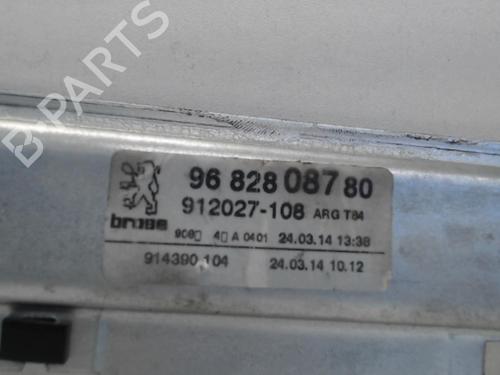 B PARTS
96 828 087 80
brose
912027-108 ARG T84
4 A 0401 24.03.14 13:38
914390 104 24.03.14 10.12